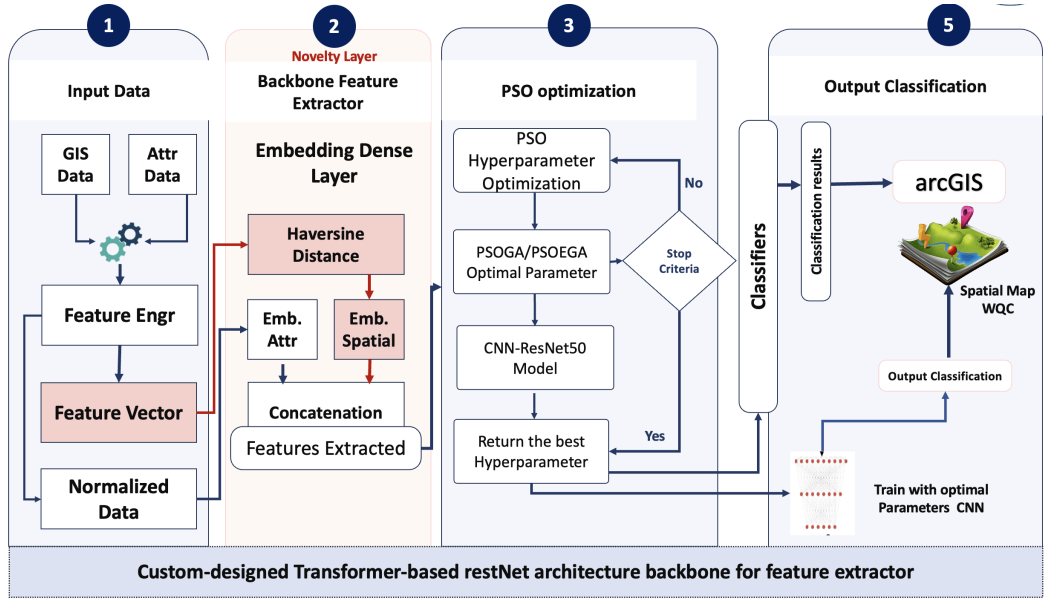 1
Input Data
GIS
Data
Attr
Data
Feature Engr
Feature Vector
Normalized
Data
2
Novelty Layer
Backbone Feature
Extractor
Embedding Dense
Layer
Haversine
Distance
Emb.
Attr
Emb.
Spatial
Concatenation
Features Extracted
3
PSO optimization
PSO
Hyperparameter
Optimization
PSOGA/PSOEGA
Optimal Parameter
CNN-ResNet50
Model
Return the best
Hyperparameter
No
Stop
Criteria
Yes
Classifiers
5
Output Classification
Classification results
arcGIS
Spatial Map
WQC
Output Classification
Train with optimal
Parameters CNN
Custom-designed Transformer-based restNet architecture backbone for feature extractor